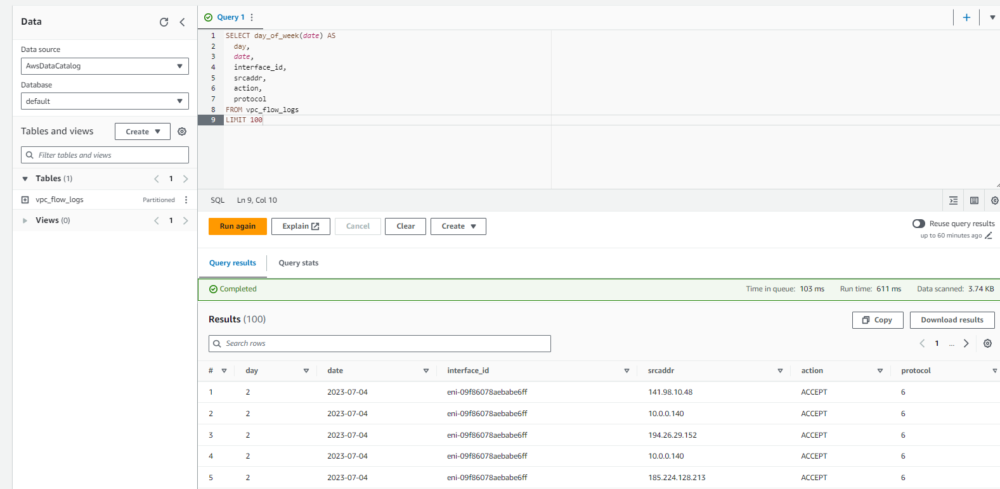 Data
Data source
AwsDataCatalog
Database
default
Tables and views
Create
Filter tables and views
Tables (1)
1
vpc_flow_logs
Partitioned
Views (0)
1
Query 1
1 SELECT day_of_week(date) AS
2 day,
3 date,
4 interface_id,
5 srcaddr,
6 action,
7 protocol
8 FROM vpc_flow_logs
9 LIMIT 100
SQL Ln 9, Col 10
Run again Explain Cancel Clear Create
Reuse query results
up to 60 minutes ago
Query results Query stats
Completed Time in queue: 103 ms Run time: 611 ms Data scanned: 3.74 KB
Results (100) Copy Download results
Search rows
1 ...
# day date interface_id srcaddr action protocol
1 2 2023-07-04 eni-09f86078aebabe6ff 141.98.10.48 ACCEPT 6
2 2 2023-07-04 eni-09f86078aebabe6ff 10.0.0.140 ACCEPT 6
3 2 2023-07-04 eni-09f86078aebabe6ff 194.26.29.152 ACCEPT 6
4 2 2023-07-04 eni-09f86078aebabe6ff 10.0.0.140 ACCEPT 6
5 2 2023-07-04 eni-09f86078aebabe6ff 185.224.128.213 ACCEPT 6